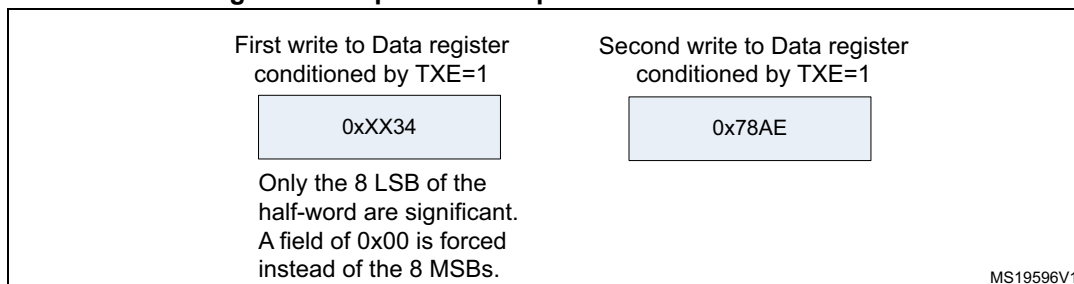 First write to Data register
conditioned by TXE=1
0xXX34
Only the 8 LSB of the
half-word are significant.
A field of 0x00 is forced
instead of the 8 MSBs.
Second write to Data register
conditioned by TXE=1
0x78AE
MS19596V1